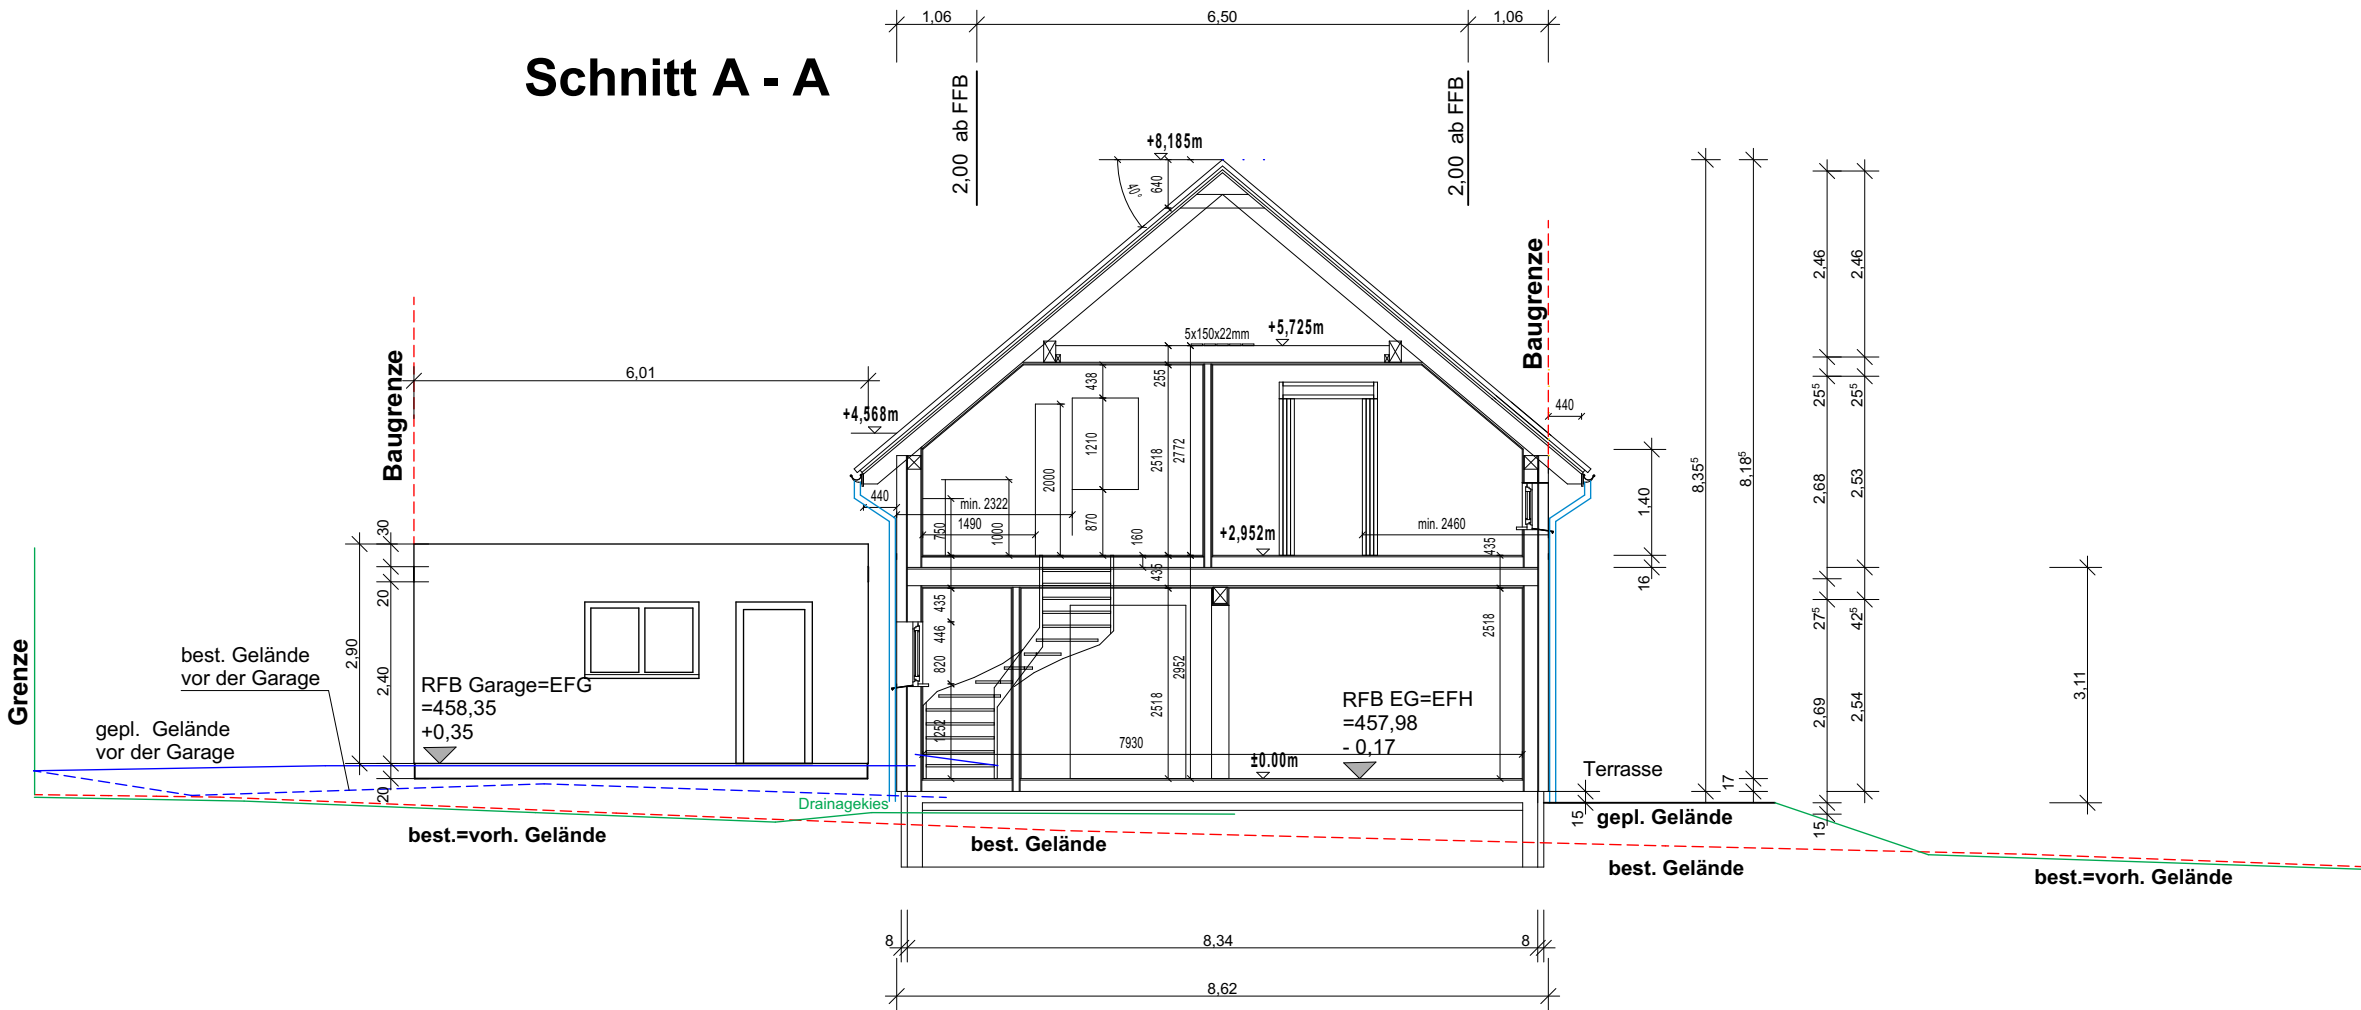 1,06
6,50
1,06
Schnitt A - A
2,00 ab FFB
2,00 ab FFB
+8,185m
40°
640
Baugrenze
Baugrenze
6,01
+4,568m
5x150x22mm
+5,725m
438
255
440
440
1210
2518
2772
2000
min. 2322
1490
750
1000
870
160
+2,952m
min. 2460
435
1,40
16
8,35⁵
8,18⁵
2,46
2,46
25⁵
25⁵
2,68
2,53
27⁵
42⁵
2,69
2,54
3,11
30
20
2,90
2,40
20
Grenze
best. Gelände
vor der Garage
gepl. Gelände
vor der Garage
RFB Garage=EFG
=458,35
+0,35
435
435
446
820
1252
2518
2952
2518
7930
RFB EG=EFH
=457,98
- 0,17
±0.00m
Terrasse
17
15
15
Drainagekies
gepl. Gelände
best.=vorh. Gelände
best. Gelände
best. Gelände
best.=vorh. Gelände
8
8,34
8
8,62